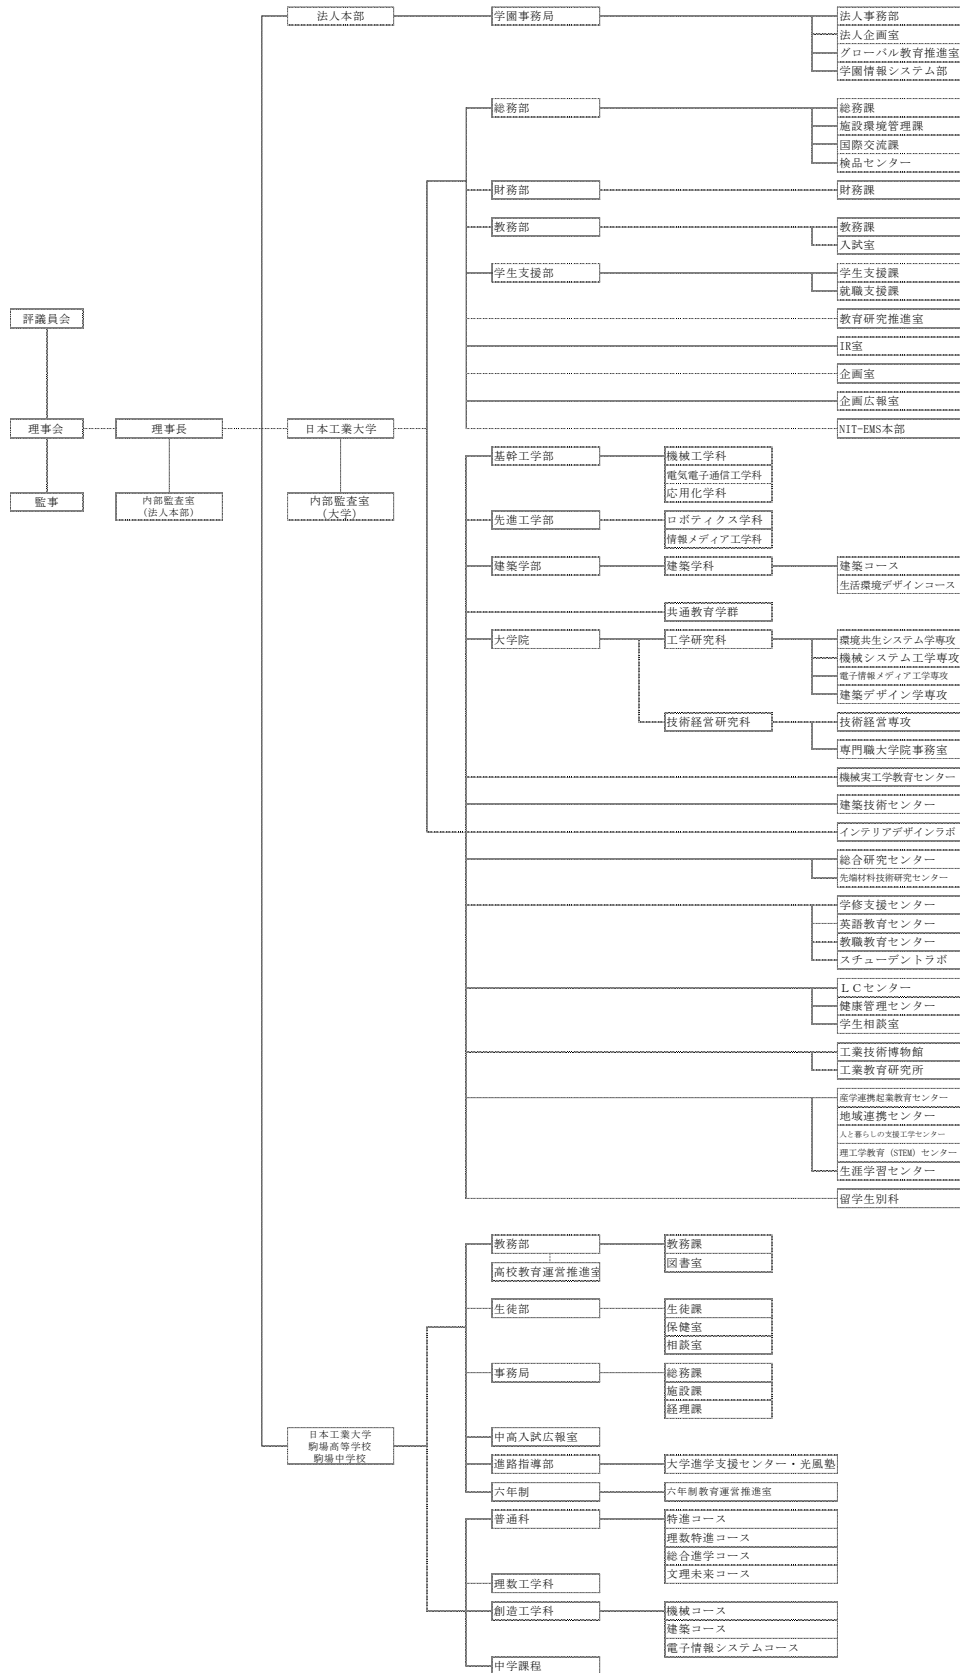 法人本部
学園事務局
法人事務部
法人企画室
グローバル教育推進室
学園情報システム部
総務部
総務課
施設環境管理課
国際交流課
検品センター
財務部
財務課
教務部
教務課
入試室
学生支援部
学生支援課
就職支援課
評議員会
教育研究推進室
IR室
企画室
企画広報室
理事会
理事長
日本工業大学
NIT-EMS本部
監事
内部監査室
(法人本部)
内部監査室
(大学)
基幹工学部
機械工学科
電気電子通信工学科
応用化学科
先進工学部
ロボティクス学科
情報メディア工学科
建築学部
建築学科
建築コース
生活環境デザインコース
共通教育学群
大学院
工学研究科
環境共生システム学専攻
機械システム工学専攻
電子情報メディア工学専攻
建築デザイン学専攻
技術経営研究科
技術経営専攻
専門職大学院事務室
機械実工学教育センター
建築技術センター
インテリアデザインラボ
総合研究センター
先端材料技術研究センター
学修支援センター
英語教育センター
教職教育センター
スチューデントラボ
ＬＣセンター
健康管理センター
学生相談室
工業技術博物館
工業教育研究所
産学連携起業教育センター
地域連携センター
人と暮らしの支援工学センター
理工学教育 (STEM) センター
生涯学習センター
留学生別科
教務部
教務課
図書室
高校教育運営推進室
生徒部
生徒課
保健室
相談室
事務局
総務課
施設課
経理課
日本工業大学
駒場高等学校
駒場中学校
中高入試広報室
進路指導部
大学進学支援センター・光風塾
六年制
六年制教育運営推進室
普通科
特進コース
理数特進コース
総合進学コース
文理未来コース
理数工学科
創造工学科
機械コース
建築コース
電子情報システムコース
中学課程